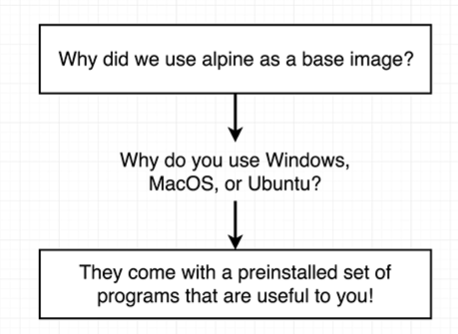 Why did we use alpine as a base image?
Why do you use Windows,
MacOS, or Ubuntu?
They come with a preinstalled set of
programs that are useful to you!